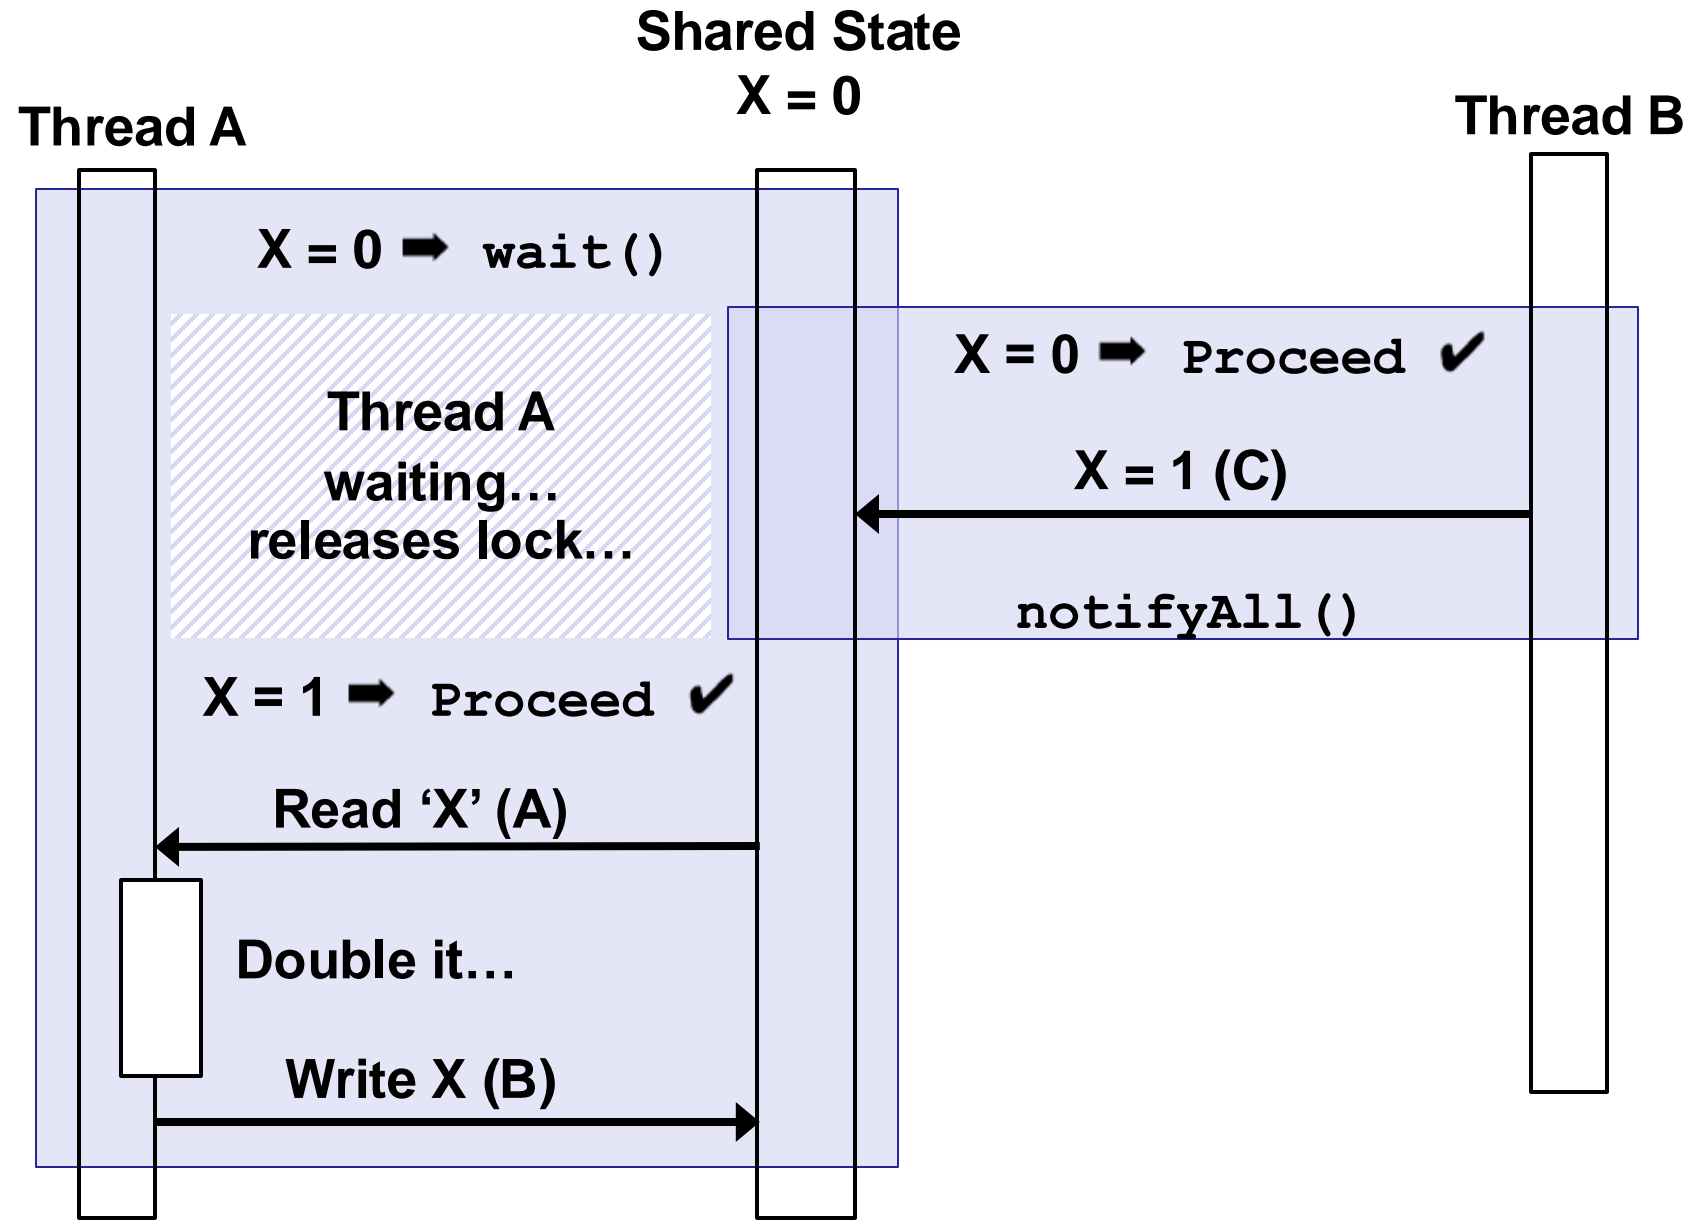 Shared State
X = 0
Thread A
Thread B
X = 0 ➡ wait()
X = 0 ➡ Proceed ✔
Thread A
waiting…
releases lock…
X = 1 (C)
notifyAll()
X = 1 ➡ Proceed ✔
Read ‘X’ (A)
Double it…
Write X (B)